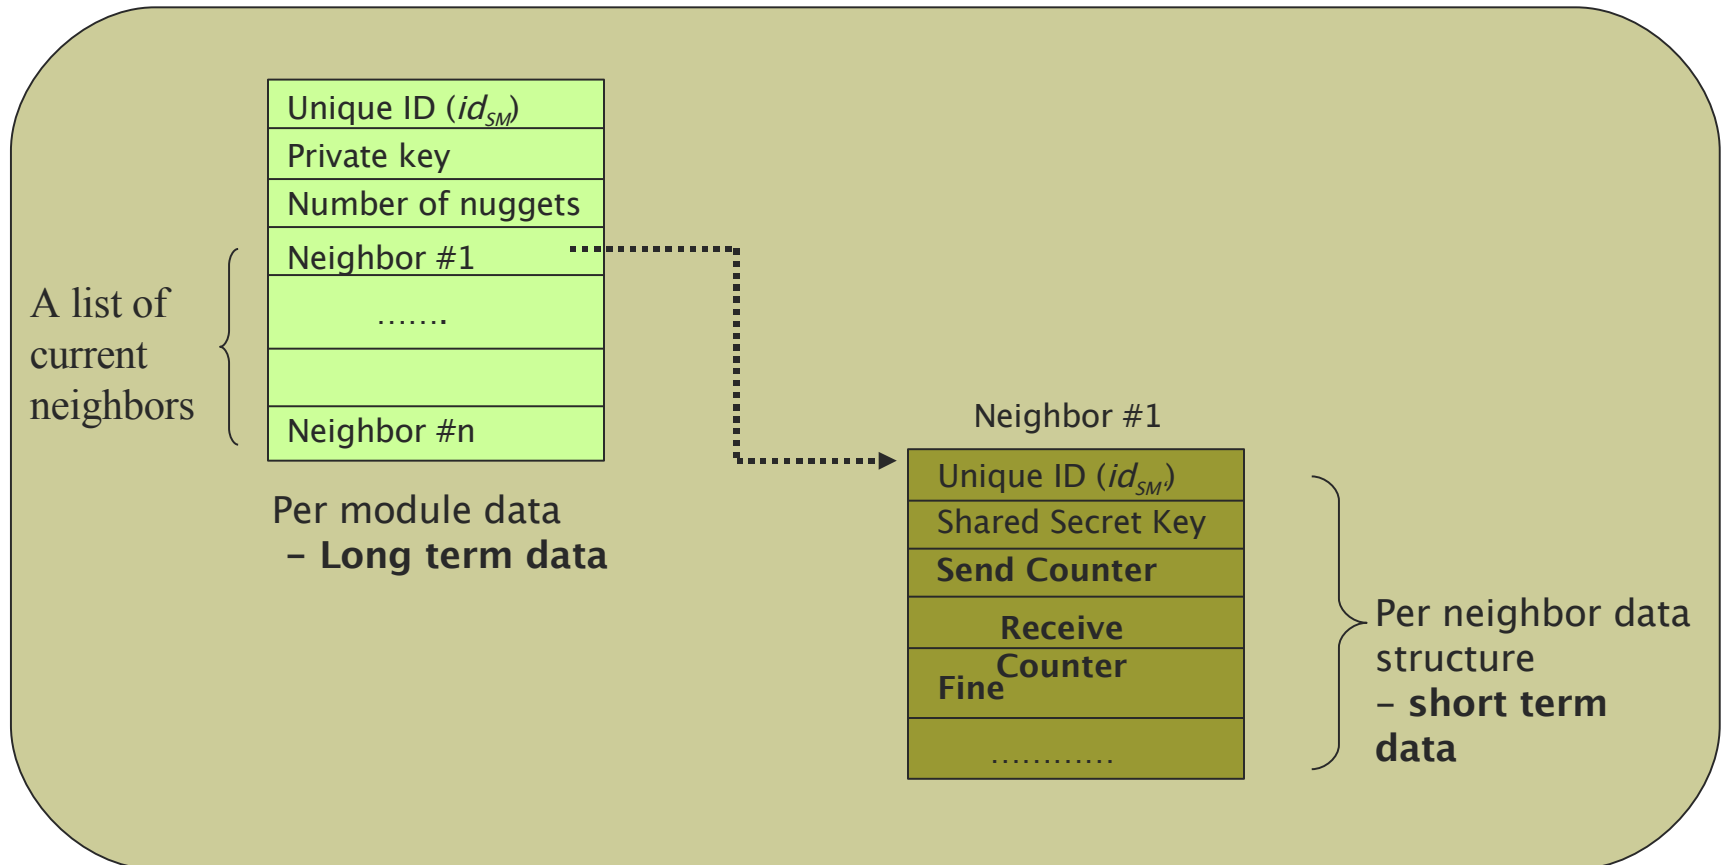 Unique ID (id_SM)
Private key
Number of nuggets
Neighbor #1
…….
Neighbor #n
A list of
current
neighbors
Per module data
– Long term data
Neighbor #1
Unique ID (id_SM')
Shared Secret Key
Send Counter
Receive
Counter
Fine
…………
Per neighbor data
structure
– short term
data